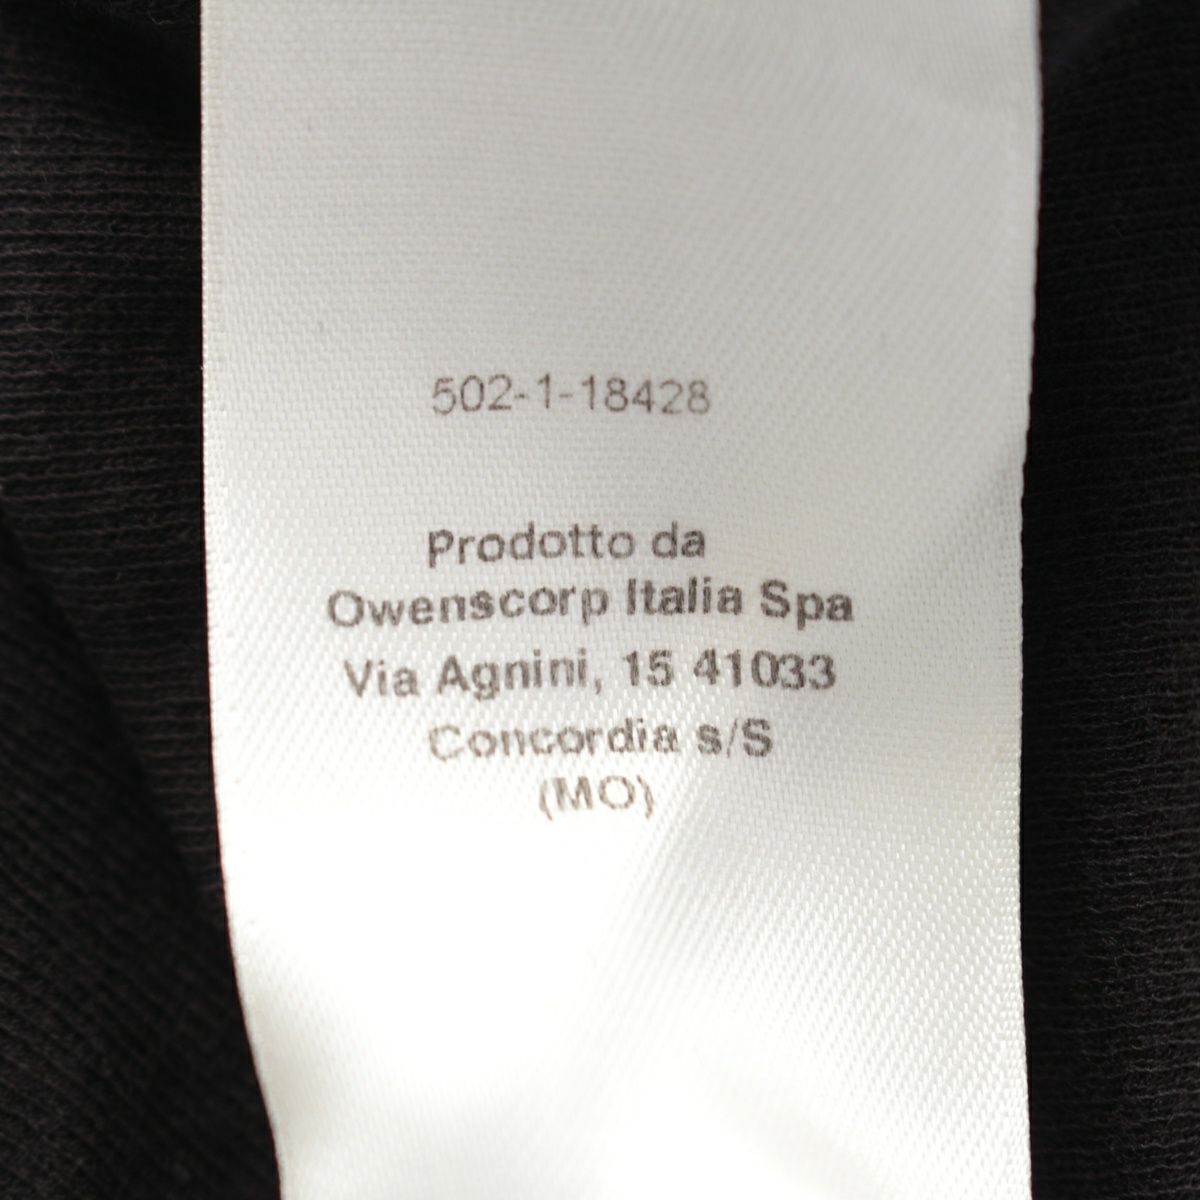 502-1-18428
Prodotto da
Owenscorp Italia Spa
Via Agnini, 15 41033
Concordia s/S
(MO)